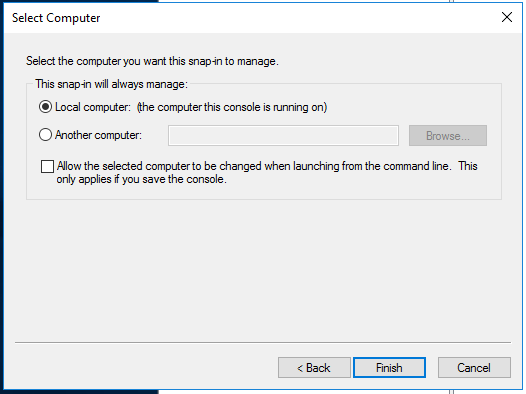 Select Computer
Select the computer you want this snap-in to manage.
This snap-in will always manage:
Local computer:  (the computer this console is running on)
Another computer:
Browse...
Allow the selected computer to be changed when launching from the command line.  This
only applies if you save the console.
< Back
Finish
Cancel